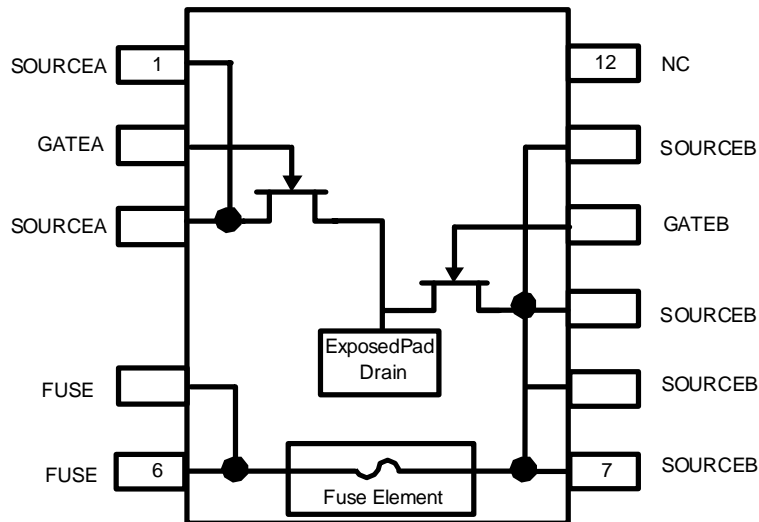 SOURCEA 1
12 NC
GATEA
SOURCEB
SOURCEA
GATEB
SOURCEB
ExposedPad
Drain
FUSE
SOURCEB
FUSE 6
Fuse Element
7 SOURCEB